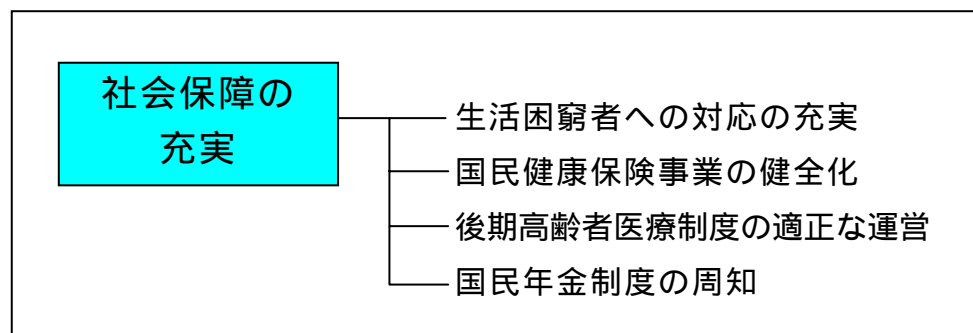 社会保障の
充実
生活困窮者への対応の充実
国民健康保険事業の健全化
後期高齢者医療制度の適正な運営
国民年金制度の周知